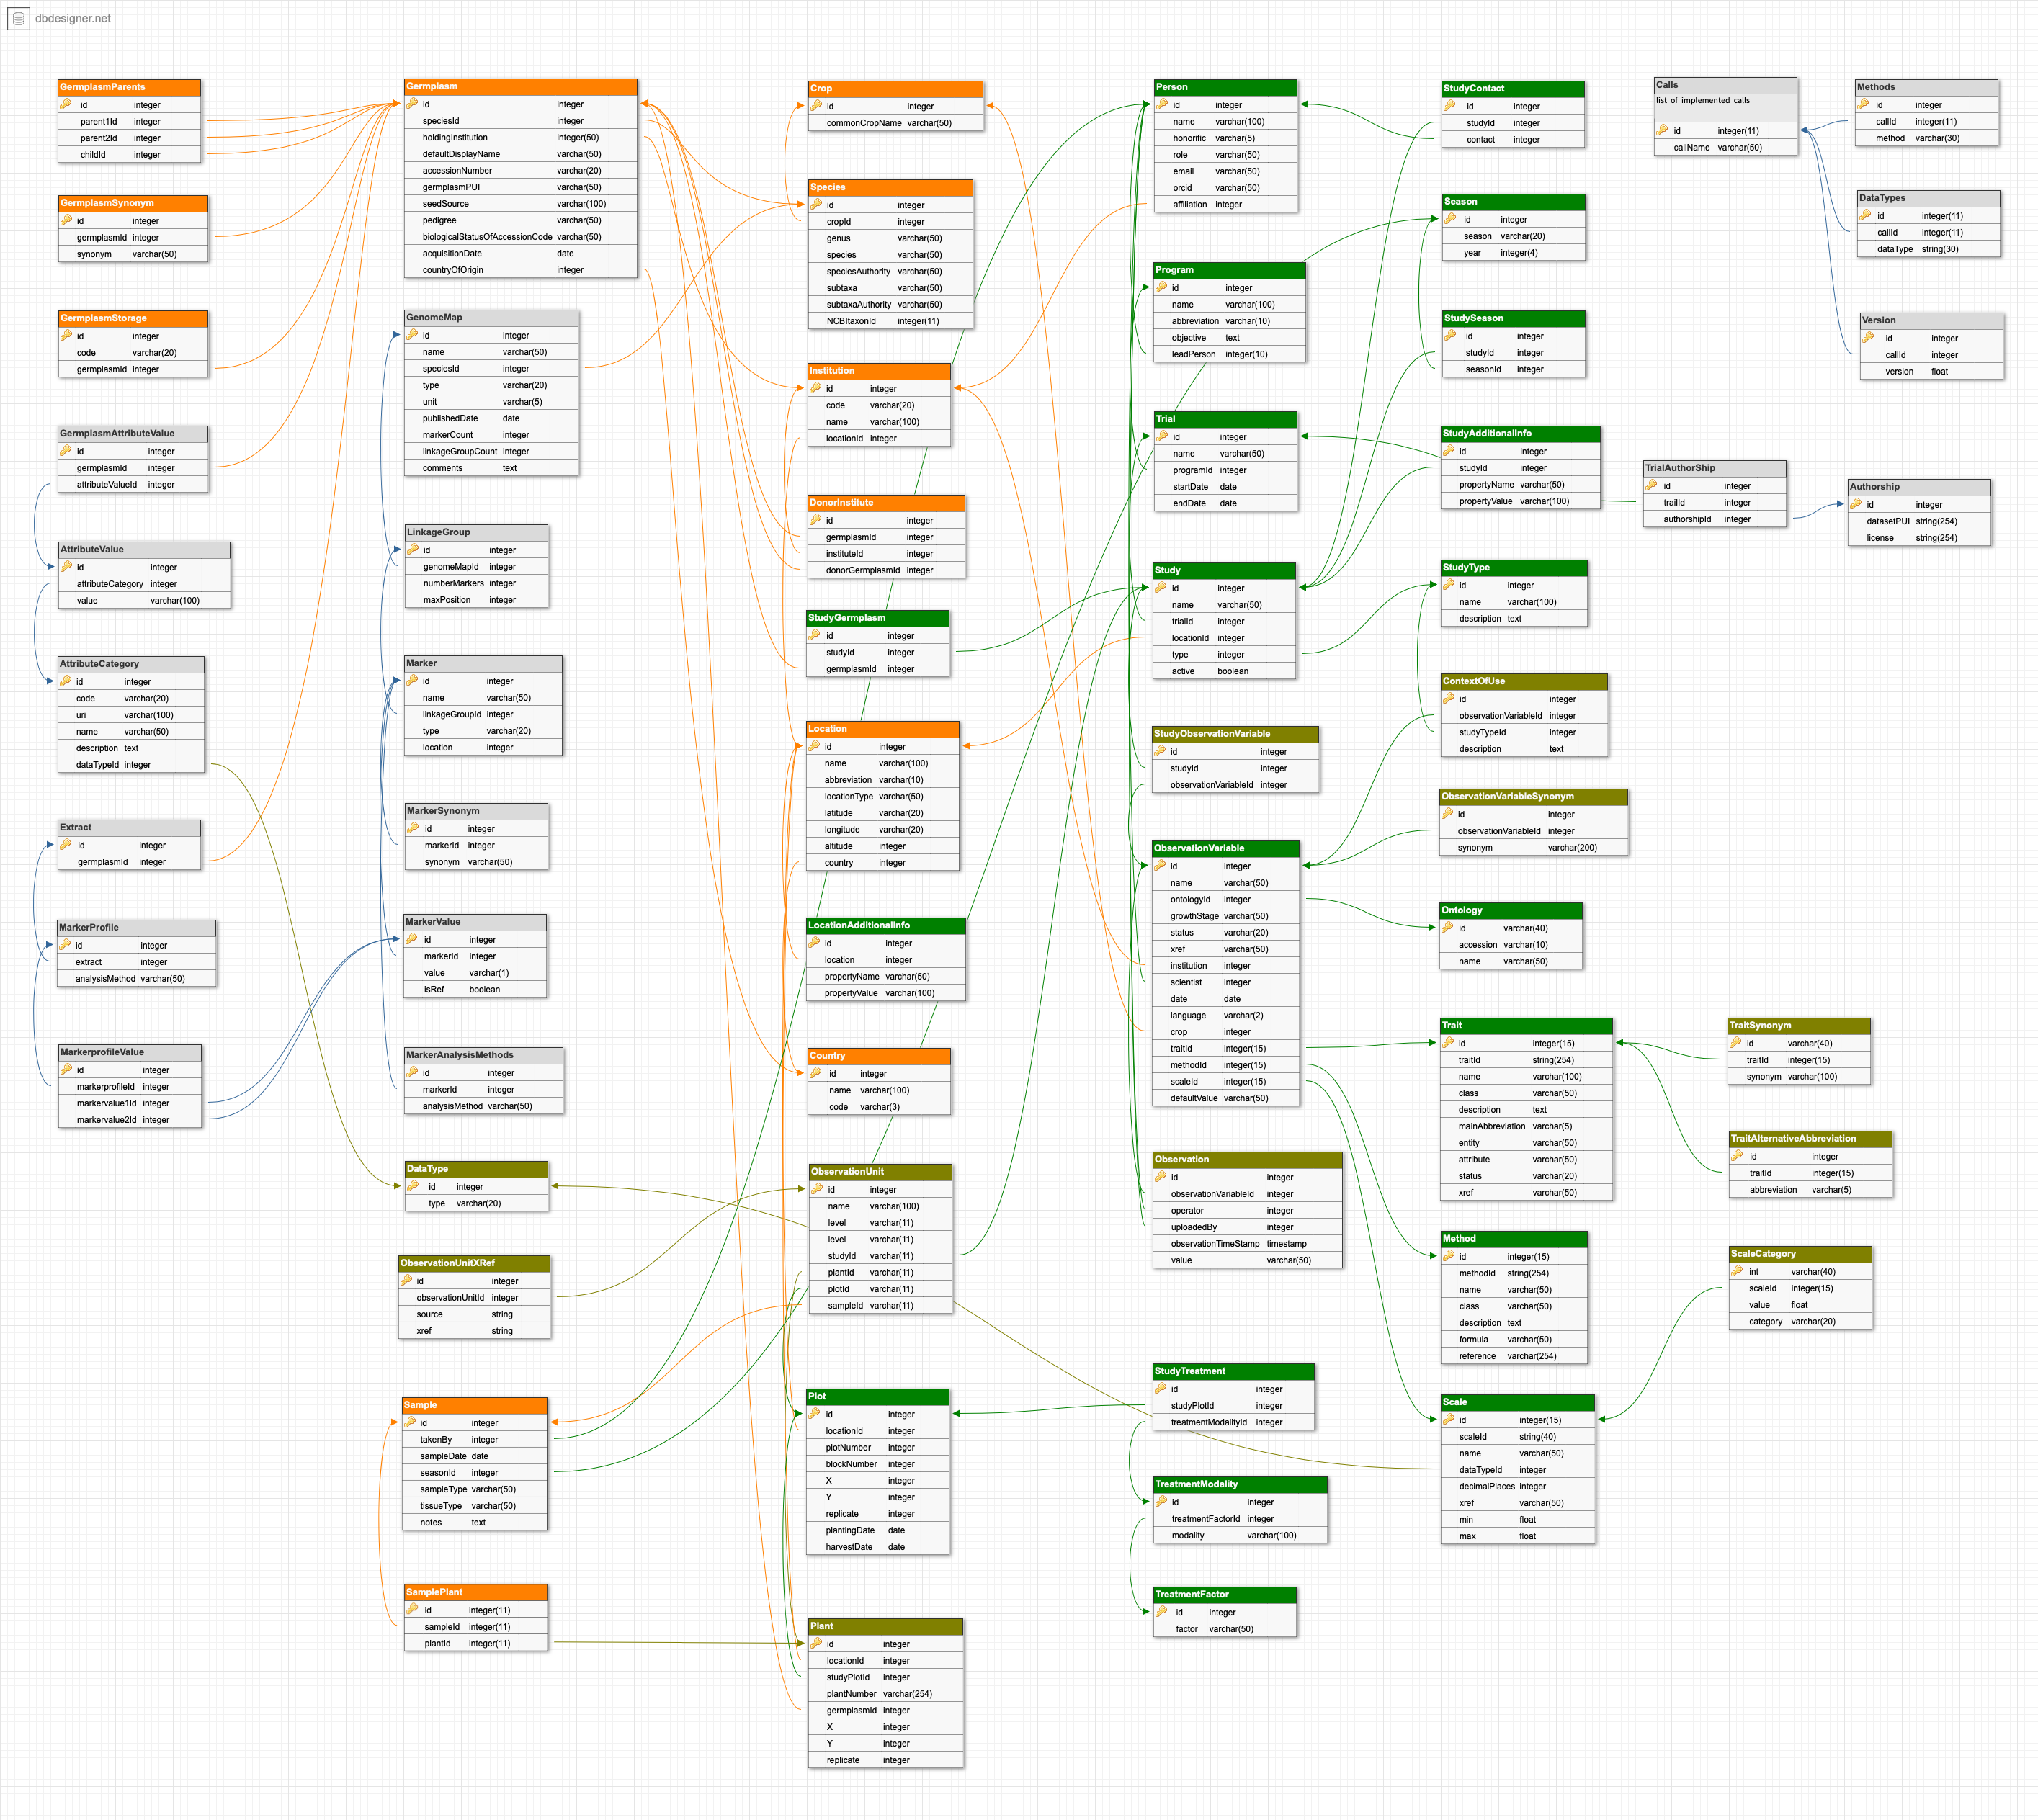 dbdesigner.net
GermplasmParents
id integer
parent1Id integer
parent2Id integer
childId integer
GermplasmSynonym
id integer
germplasmId integer
synonym varchar(50)
GermplasmStorage
id integer
code varchar(20)
germplasmId integer
GermplasmAttributeValue
id integer
germplasmId integer
attributeValueId integer
AttributeValue
id integer
attributeCategory integer
value varchar(100)
AttributeCategory
id integer
code varchar(20)
uri varchar(100)
name varchar(50)
description text
dataTypeId integer
Extract
id integer
germplasmId integer
MarkerProfile
id integer
extract integer
analysisMethod varchar(50)
MarkerprofileValue
id integer
markerprofileId integer
markervalue1Id integer
markervalue2Id integer
Germplasm
id integer
speciesId integer
holdingInstitution integer(50)
defaultDisplayName varchar(50)
accessionNumber varchar(20)
germplasmPUI varchar(50)
seedSource varchar(100)
pedigree varchar(50)
biologicalStatusOfAccessionCode varchar(50)
acquisitionDate date
countryOfOrigin integer
GenomeMap
id integer
name varchar(50)
speciesId integer
type varchar(20)
unit varchar(5)
publishedDate date
markerCount integer
linkageGroupCount integer
comments text
LinkageGroup
id integer
genomeMapId integer
numberMarkers integer
maxPosition integer
Marker
id integer
name varchar(50)
linkageGroupId integer
type varchar(20)
location integer
MarkerSynonym
id integer
markerId integer
synonym varchar(50)
MarkerValue
id integer
markerId integer
value varchar(1)
isRef boolean
MarkerAnalysisMethods
id integer
markerId integer
analysisMethod varchar(50)
DataType
id integer
type varchar(20)
ObservationUnitXRef
id integer
observationUnitId integer
source string
xref string
Sample
id integer
takenBy integer
sampleDate date
seasonId integer
sampleType varchar(50)
tissueType varchar(50)
notes text
SamplePlant
id integer(11)
sampleId integer(11)
plantId integer(11)
Crop
id integer
commonCropName varchar(50)
Species
id integer
cropId integer
genus varchar(50)
species varchar(50)
speciesAuthority varchar(50)
subtaxa varchar(50)
subtaxaAuthority varchar(50)
NCBItaxonId integer(11)
Institution
id integer
code varchar(20)
name varchar(100)
locationId integer
DonorInstitute
id integer
germplasmId integer
instituteId integer
donorGermplasmId integer
StudyGermplasm
id integer
studyId integer
germplasmId integer
Location
id integer
name varchar(100)
abbreviation varchar(10)
locationType varchar(50)
latitude varchar(20)
longitude varchar(20)
altitude integer
country integer
LocationAdditionalInfo
id integer
location integer
propertyName varchar(50)
propertyValue varchar(100)
Country
id integer
name varchar(100)
code varchar(3)
ObservationUnit
id integer
name varchar(100)
level varchar(11)
level varchar(11)
studyId varchar(11)
plantId varchar(11)
plotId varchar(11)
sampleId varchar(11)
Plot
id integer
locationId integer
plotNumber integer
blockNumber integer
X integer
Y integer
replicate integer
plantingDate date
harvestDate date
Plant
id integer
locationId integer
studyPlotId integer
plantNumber varchar(254)
germplasmId integer
X integer
Y integer
replicate integer
Person
id integer
name varchar(100)
honorific varchar(5)
role varchar(50)
email varchar(50)
orcid varchar(50)
affiliation integer
Program
id integer
name varchar(100)
abbreviation varchar(10)
objective text
leadPerson integer(10)
Trial
id integer
name varchar(50)
programId integer
startDate date
endDate date
Study
id integer
name varchar(50)
trialId integer
locationId integer
type integer
active boolean
StudyObservationVariable
id integer
studyId integer
observationVariableId integer
ObservationVariable
id integer
name varchar(50)
ontologyId integer
growthStage varchar(50)
status varchar(20)
xref varchar(50)
institution integer
scientist integer
date date
language varchar(2)
crop integer
traitId integer(15)
methodId integer(15)
scaleId integer(15)
defaultValue varchar(50)
Observation
id integer
observationVariableId integer
operator integer
uploadedBy integer
observationTimeStamp timestamp
value varchar(50)
StudyTreatment
id integer
studyPlotId integer
treatmentModalityId integer
TreatmentModality
id integer
treatmentFactorId integer
modality varchar(100)
TreatmentFactor
id integer
factor varchar(50)
StudyContact
id integer
studyId integer
contact integer
Season
id integer
season varchar(20)
year integer(4)
StudySeason
id integer
studyId integer
seasonId integer
StudyAdditionalInfo
id integer
studyId integer
propertyName varchar(50)
propertyValue varchar(100)
StudyType
id integer
name varchar(100)
description text
ContextOfUse
id integer
observationVariableId integer
studyTypeId integer
description text
ObservationVariableSynonym
id integer
observationVariableId integer
synonym varchar(200)
Ontology
id varchar(40)
accession varchar(10)
name varchar(50)
Trait
id integer(15)
traitId string(254)
name varchar(100)
class varchar(50)
description text
mainAbbreviation varchar(5)
entity varchar(50)
attribute varchar(50)
status varchar(20)
xref varchar(50)
Method
id integer(15)
methodId string(254)
name varchar(50)
class varchar(50)
description text
formula varchar(50)
reference varchar(254)
Scale
id integer(15)
scaleId string(40)
name varchar(50)
dataTypeId integer
decimalPlaces integer
xref varchar(50)
min float
max float
Calls
list of implemented calls
id integer(11)
callName varchar(50)
TrialAuthorShip
id integer
trailId integer
authorshipId integer
TraitSynonym
id varchar(40)
traitId integer(15)
synonym varchar(100)
TraitAlternativeAbbreviation
id integer
traitId integer(15)
abbreviation varchar(5)
ScaleCategory
int varchar(40)
scaleId integer(15)
value float
category varchar(20)
Methods
id integer
callId integer(11)
method varchar(30)
DataTypes
id integer(11)
callId integer(11)
dataType string(30)
Version
id integer
callId integer
version float
Authorship
id integer
datasetPUI string(254)
license string(254)